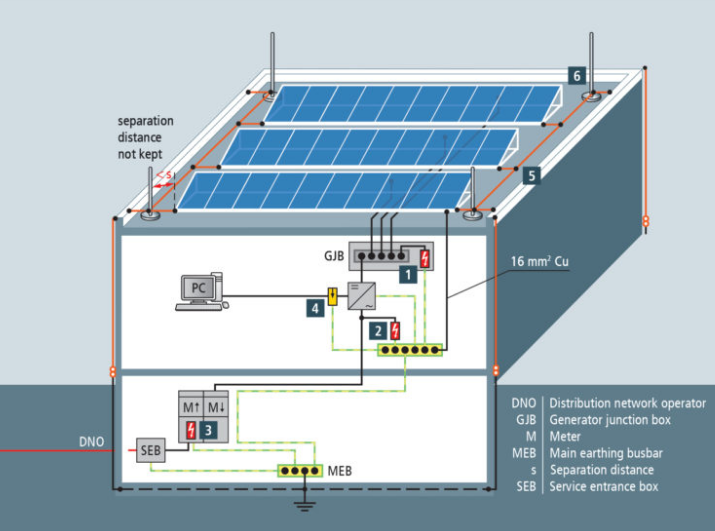 6
separation
distance
not kept
< s
5
GJB
1
16 mm² Cu
PC
=
~
4
2
M↑ M↓
3
DNO
SEB
MEB
DNO | Distribution network operator
GJB | Generator junction box
M | Meter
MEB | Main earthing busbar
s | Separation distance
SEB | Service entrance box